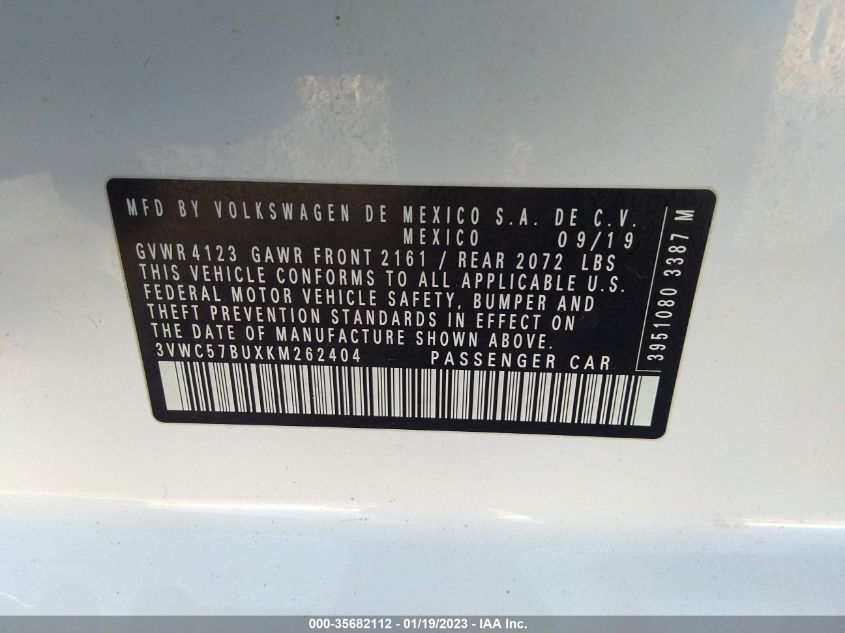 MFD BY VOLKSWAGEN DE MEXICO S.A. DE C.V.
MEXICO 09/19
GVWR 4123 GAWR FRONT 2161 / REAR 2072 LBS
THIS VEHICLE CONFORMS TO ALL APPLICABLE U.S.
FEDERAL MOTOR VEHICLE SAFETY, BUMPER AND
THEFT PREVENTION STANDARDS IN EFFECT ON
THE DATE OF MANUFACTURE SHOWN ABOVE.
3VWC57BUXKM262404 PASSENGER CAR
3951080 3387 M
000-35682112 - 01/19/2023 - IAA Inc.